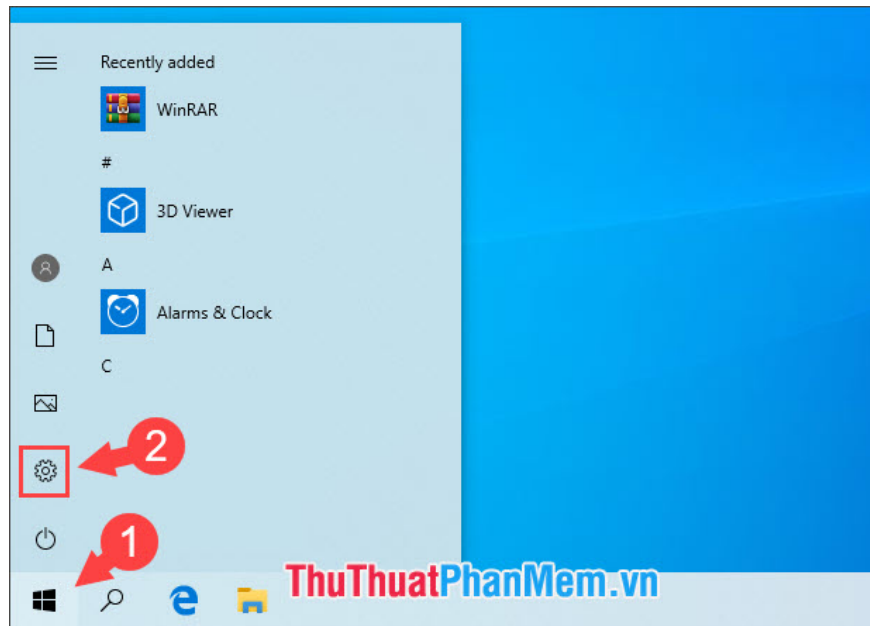 Recently added
WinRAR
#
3D Viewer
A
Alarms & Clock
C
2
1
ThuThuatPhanMem.vn